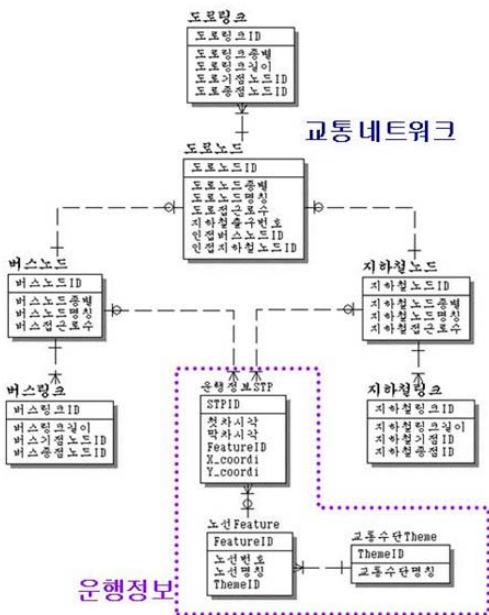 도로링크
도로링크ID
도로링크종별
도로링크길이
도로기점노드ID
도로종점노드ID
교통 네트워크
도로노드
도로노드ID
도로노드종별
도로노드명칭
도로접근로수
지하철출구번호
인접버스노드ID
인접지하철노드ID
버스노드
버스노드ID
버스노드종별
버스노드명칭
버스접근로수
지하철노드
지하철노드ID
지하철노드종별
지하철노드명칭
지하철접근로수
버스링크
버스링크ID
버스링크길이
버스기점노드ID
버스종점노드ID
운행정보STP
STPID
첫차시각
막차시각
FeatureID
X_coordi
Y_coordi
지하철링크
지하철링크ID
지하철링크길이
지하철기점ID
지하철종점ID
노선Feature
FeatureID
노선번호
노선명칭
ThemeID
교통수단Theme
ThemeID
교통수단명칭
운행정보